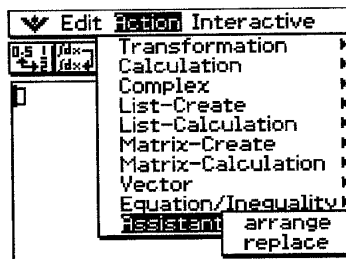 Edit Action Interactive
Transformation
Calculation
Complex
List-Create
List-Calculation
Matrix-Create
Matrix-Calculation
Vector
Equation/Inequality
Assistant
arrange
replace